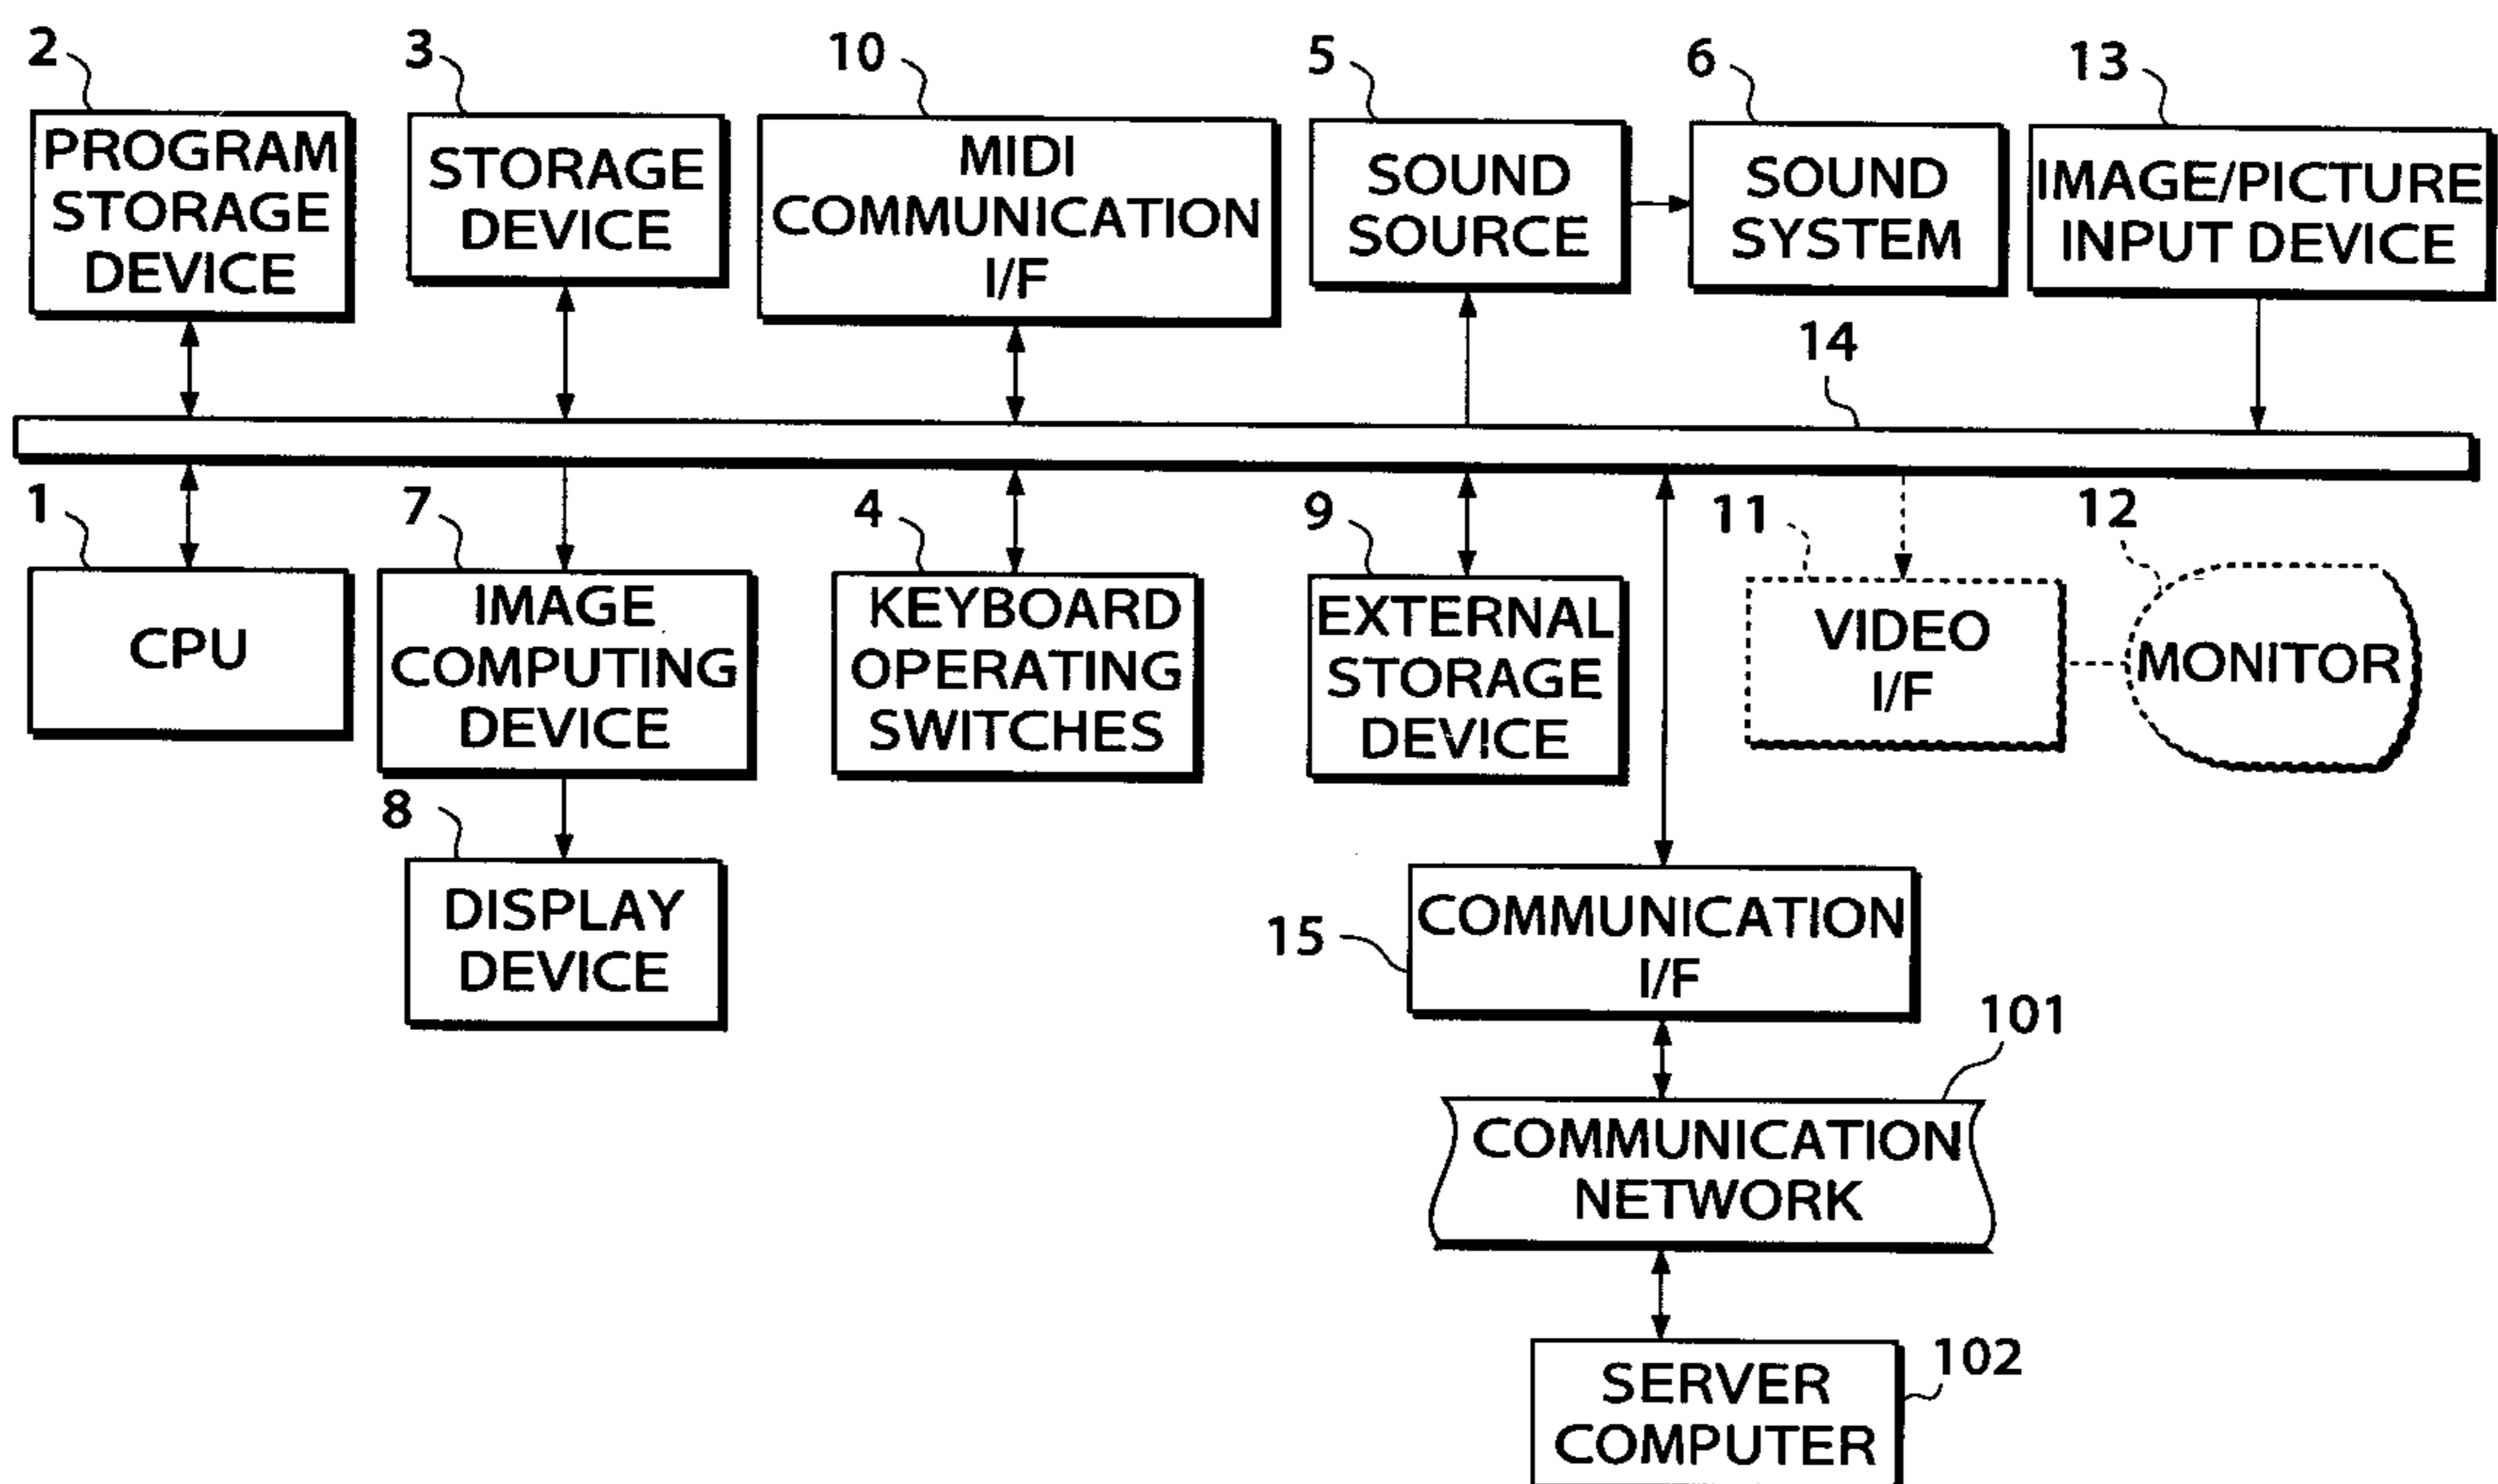 2
3
10
5
6
13
PROGRAM
STORAGE
DEVICE
STORAGE
DEVICE
MIDI
COMMUNICATION
I/F
SOUND
SOURCE
SOUND
SYSTEM
IMAGE/PICTURE
INPUT DEVICE
14
1
7
4
9
11
12
CPU
IMAGE
COMPUTING
DEVICE
KEYBOARD
OPERATING
SWITCHES
EXTERNAL
STORAGE
DEVICE
VIDEO
I/F
MONITOR
8
DISPLAY
DEVICE
15
COMMUNICATION
I/F
101
COMMUNICATION
NETWORK
102
SERVER
COMPUTER